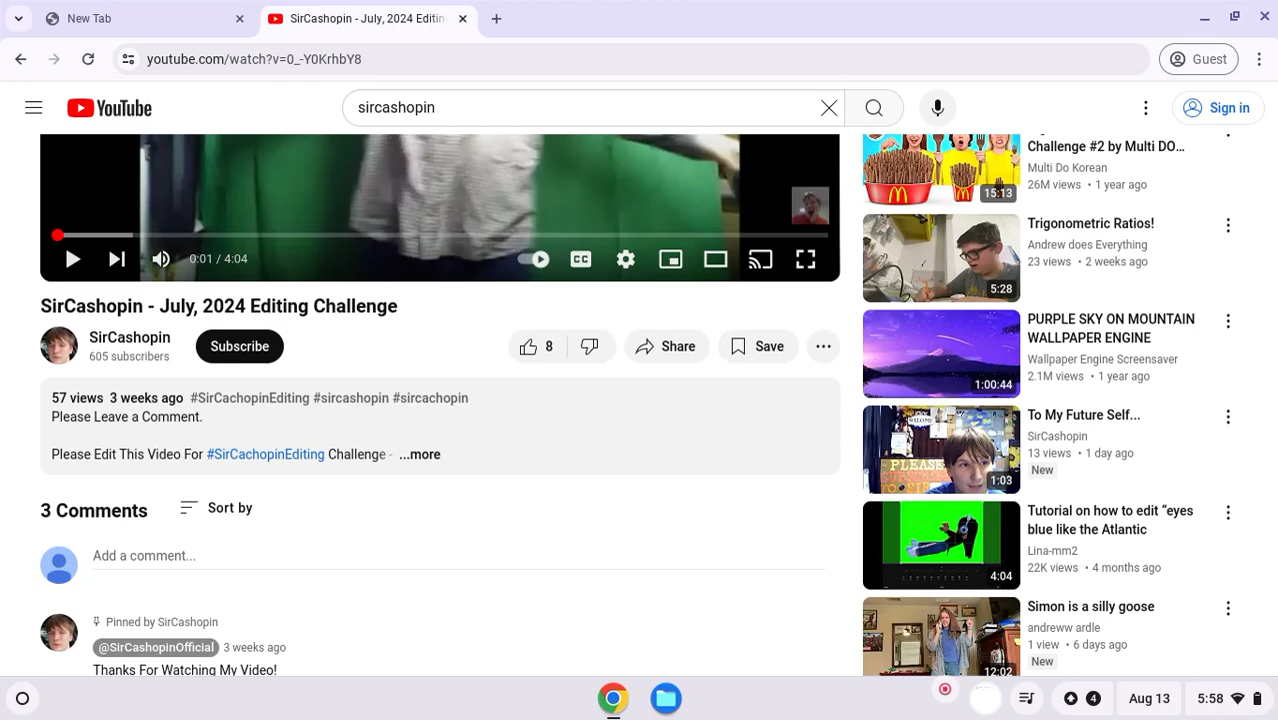 New Tab
SirCashopin - July, 2024 Editin
youtube.com/watch?v=0_-Y0KrhbY8
Guest
YouTube
sircashopin
Sign in
0:01 / 4:04
CC
SirCashopin - July, 2024 Editing Challenge
SirCashopin
605 subscribers
Subscribe
8
Share
Save
57 views 3 weeks ago #SirCachopinEditing #sircashopin #sircachopin
Please Leave a Comment.
Please Edit This Video For #SirCachopinEditing Challenge - ...more
3 Comments
Sort by
Add a comment...
Pinned by SirCashopin
@SirCashopinOfficial 3 weeks ago
Thanks For Watching My Video!
15:13
Challenge #2 by Multi DO...
Multi Do Korean
26M views • 1 year ago
5:28
Trigonometric Ratios!
Andrew does Everything
23 views • 2 weeks ago
1:00:44
PURPLE SKY ON MOUNTAIN
WALLPAPER ENGINE
Wallpaper Engine Screensaver
2.1M views • 1 year ago
WELCOME
PLEASE
1:03
To My Future Self...
SirCashopin
13 views • 1 day ago
New
4:04
Tutorial on how to edit “eyes
blue like the Atlantic
Lina-mm2
22K views • 4 months ago
12:02
Simon is a silly goose
andreww ardle
1 view • 6 days ago
New
4
Aug 13
5:58